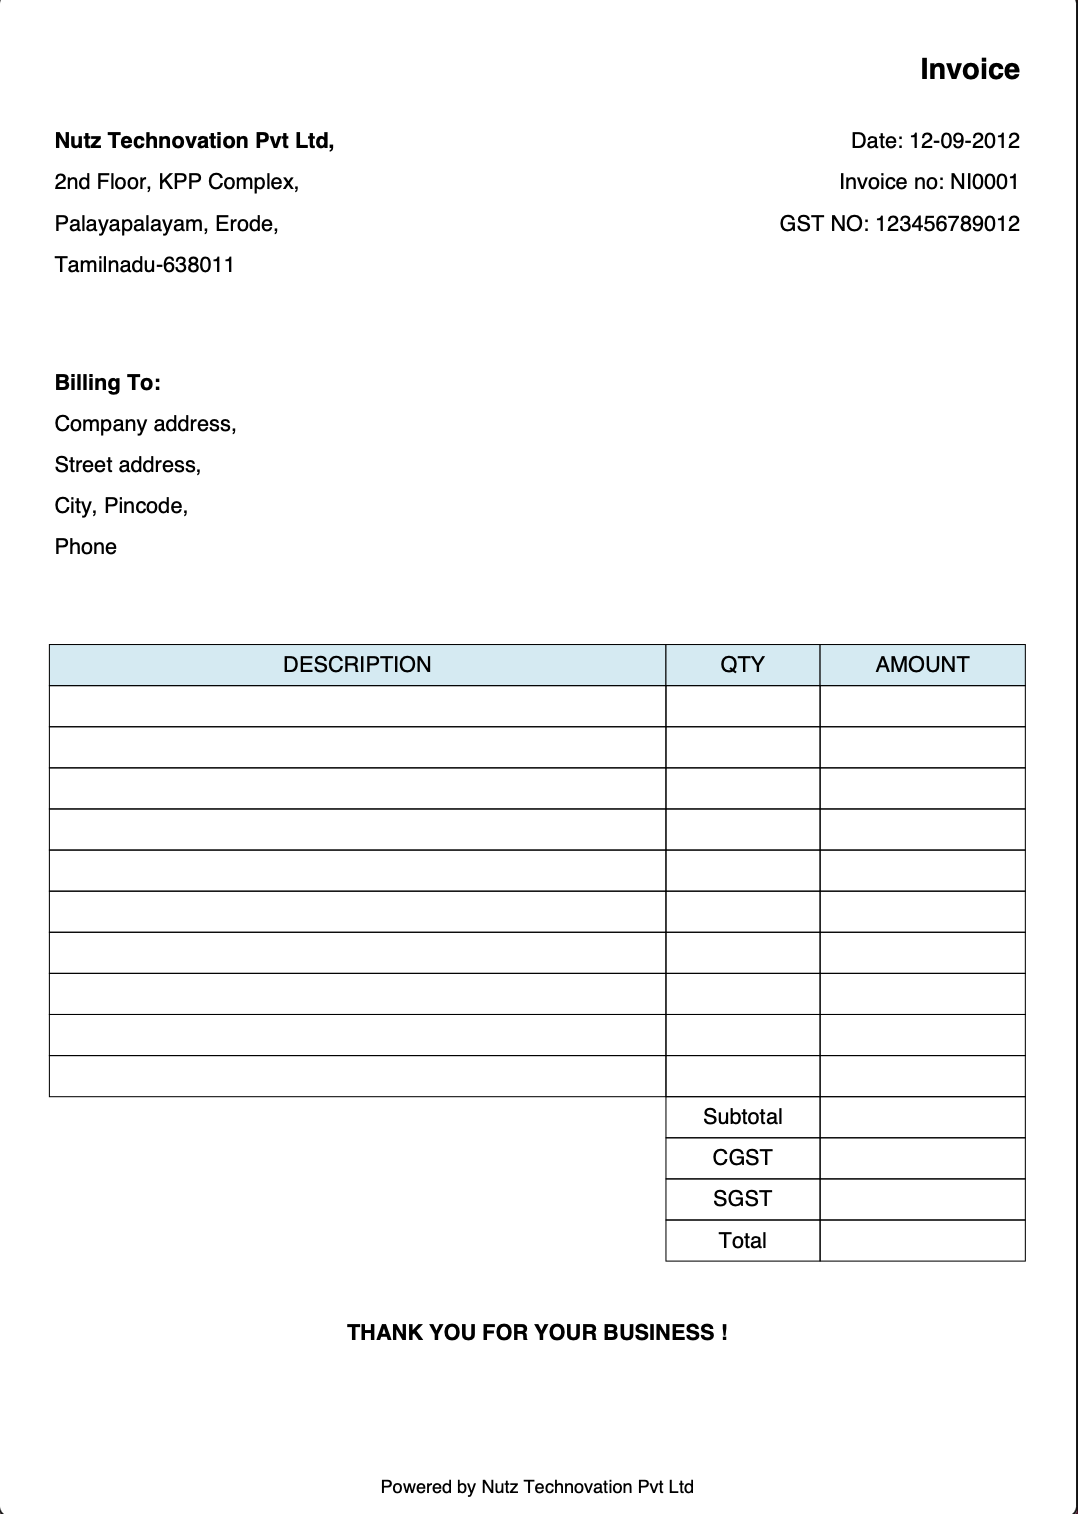 Invoice
Nutz Technovation Pvt Ltd,
Date: 12-09-2012
2nd Floor, KPP Complex,
Invoice no: NI0001
Palayapalayam, Erode,
GST NO: 123456789012
Tamilnadu-638011
Billing To:
Company address,
Street address,
City, Pincode,
Phone
DESCRIPTION QTY AMOUNT
Subtotal
CGST
SGST
Total
THANK YOU FOR YOUR BUSINESS !
Powered by Nutz Technovation Pvt Ltd